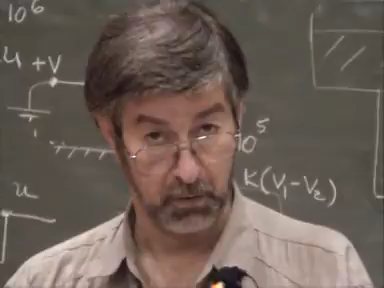 10⁶
u +V
10⁵
K(V₁-V₂)
u